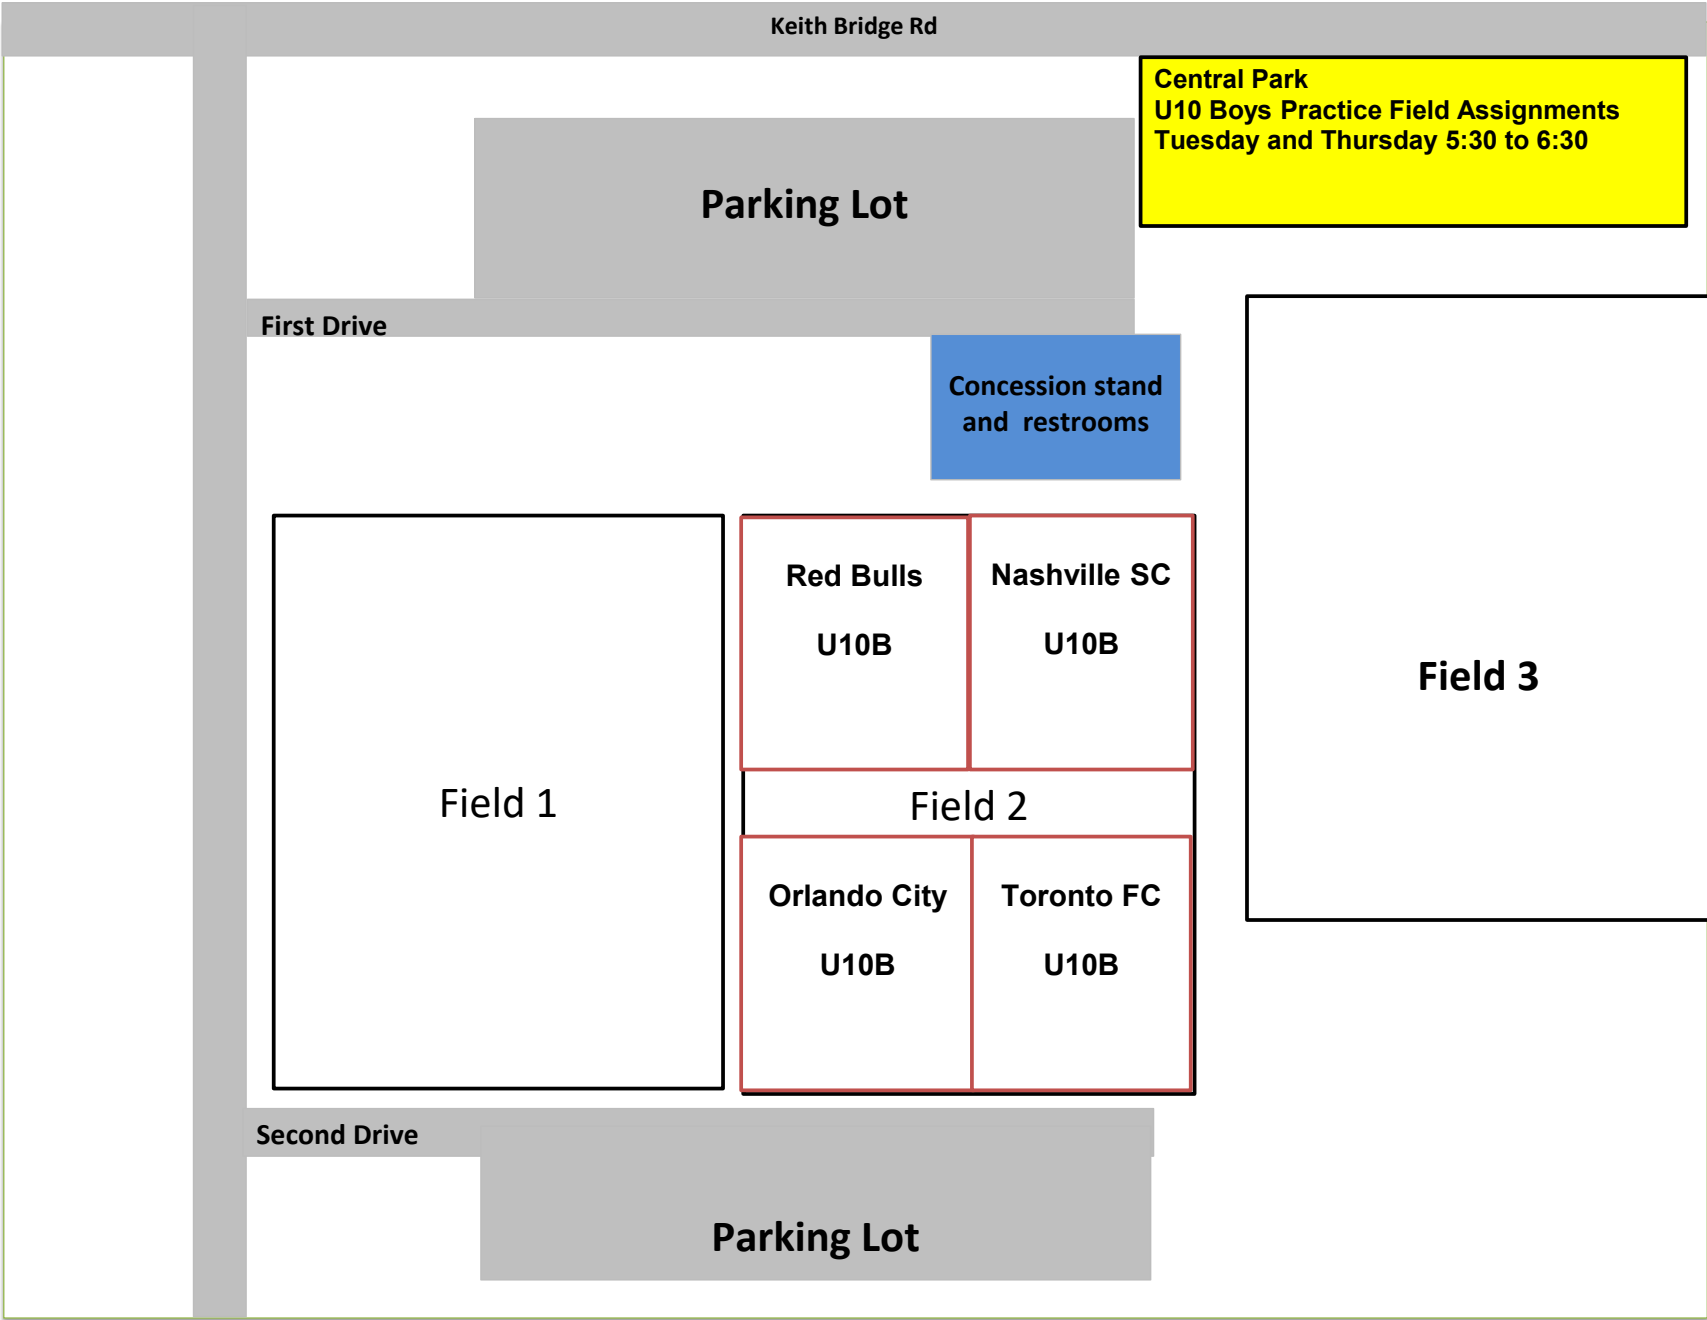 Keith Bridge Rd
Central Park
U10 Boys Practice Field Assignments
Tuesday and Thursday 5:30 to 6:30
Parking Lot
First Drive
Concession stand
and restrooms
Red Bulls
U10B
Nashville SC
U10B
Field 3
Field 1
Field 2
Orlando City
U10B
Toronto FC
U10B
Second Drive
Parking Lot